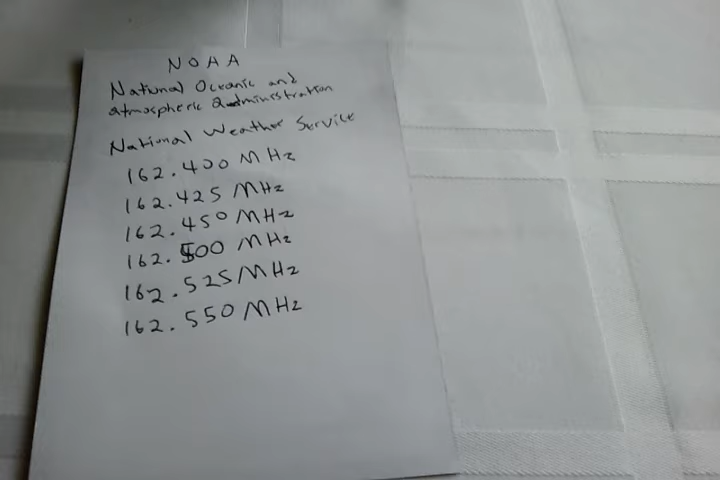 NOAA
National Oceanic and
atmospheric administration
National Weather Service
162.400 MHz
162.425 MHz
162.450 MHz
162.500 MHz
162.525 MHz
162.550 MHz